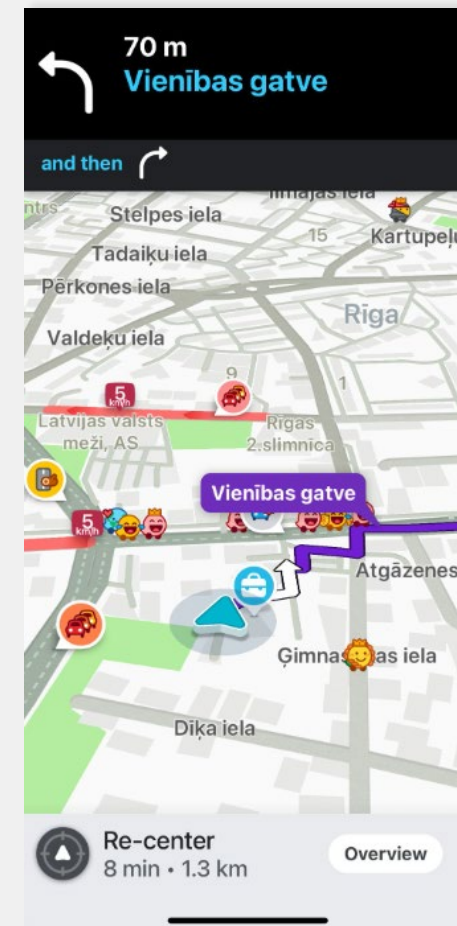 70 m
Vienības gatve
and then
Stelpes iela
15
Kartupeļu
Tadaiķu iela
Pērkones iela
Rīga
Valdeķu iela
9
1
5
km/h
Latvijas valsts
meži, AS
Rīgas
2.slimnīca
Vienības gatve
5
km/h
Atgāzenes
Dīķa iela
Re-center
8 min • 1.3 km
Overview